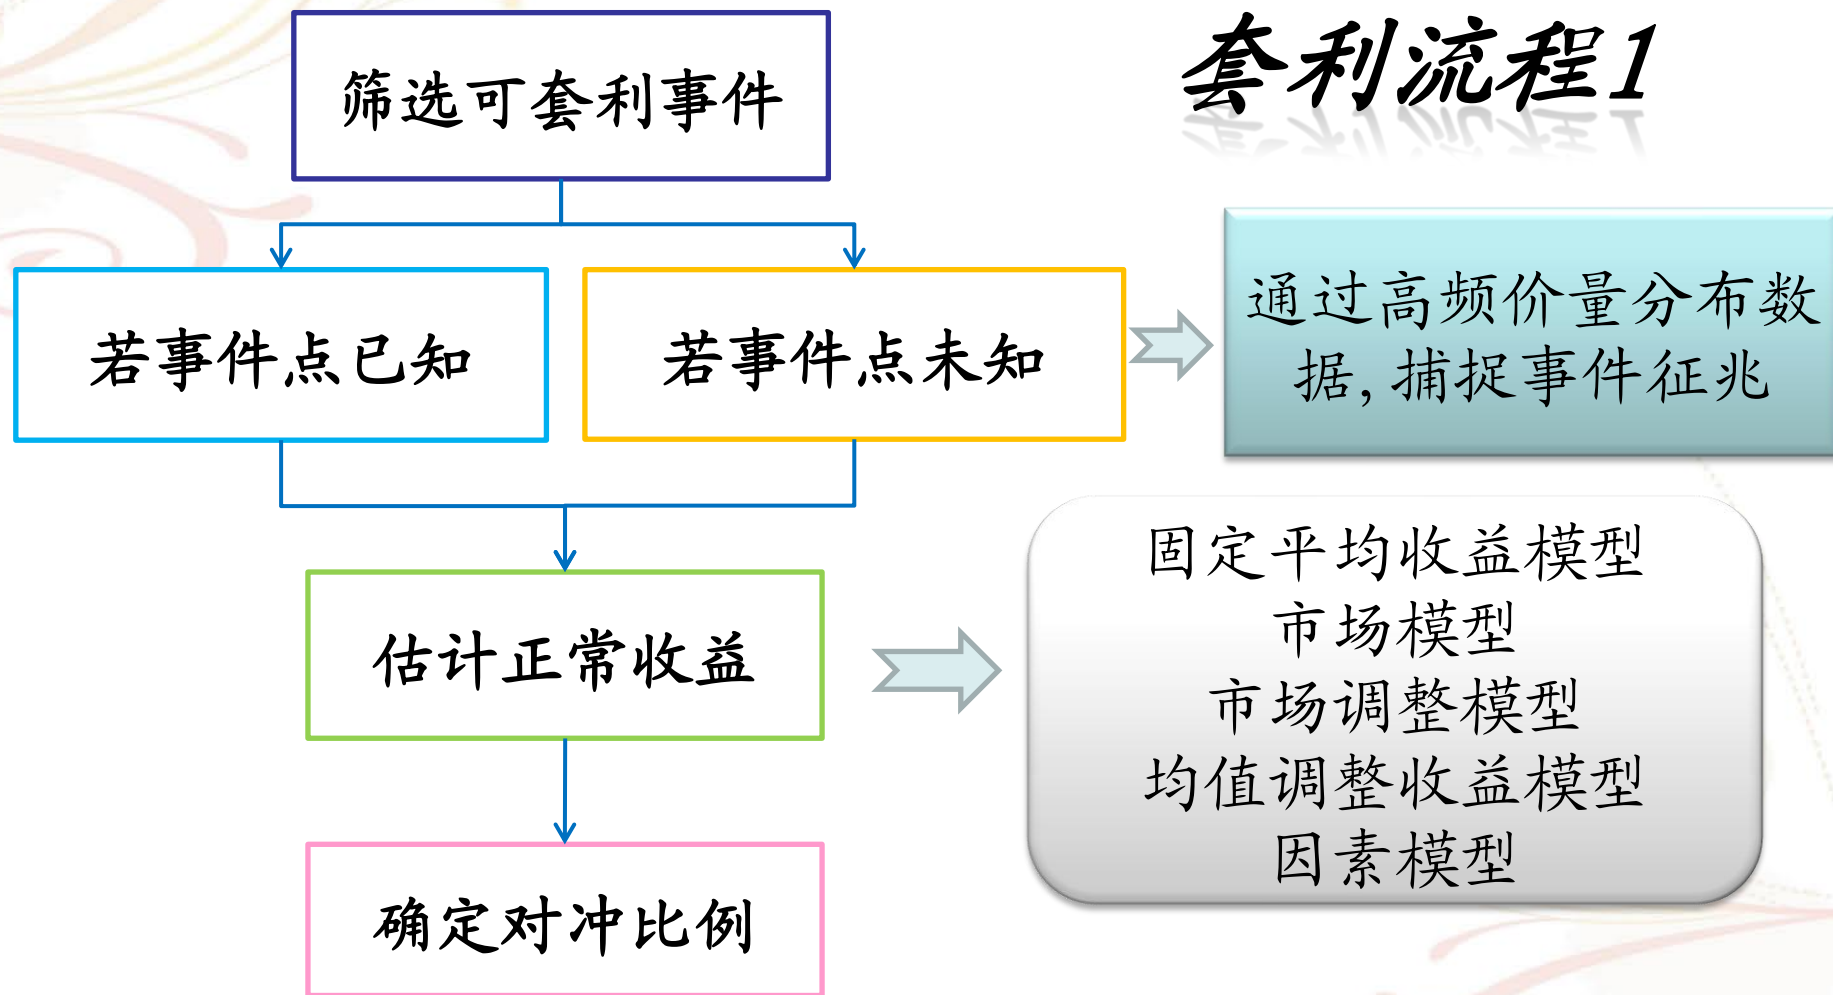 套利流程1
筛选可套利事件
若事件点已知
若事件点未知
通过高频价量分布数
据,捕捉事件征兆
估计正常收益
固定平均收益模型
市场模型
市场调整模型
均值调整收益模型
因素模型
确定对冲比例